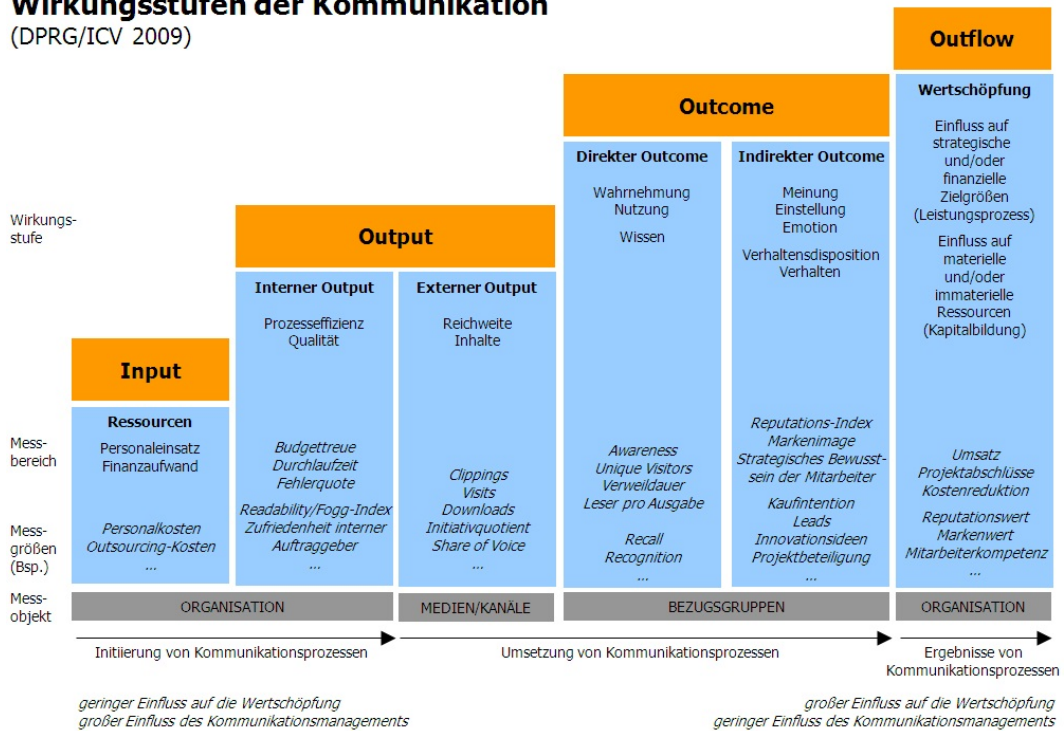 Wirkungsstufen der Kommunikation
(DPRG/ICV 2009)
Outflow
Wertschöpfung
Einfluss auf
strategische
und/oder
finanzielle
Zielgrößen
(Leistungsprozess)
Einfluss auf
materielle
und/oder
immaterielle
Ressourcen
(Kapitalbildung)
Outcome
Direkter Outcome
Wahrnehmung
Nutzung
Wissen
Indirekter Outcome
Meinung
Einstellung
Emotion
Verhaltensdisposition
Verhalten
Wirkungs-
stufe
Output
Interner Output
Prozesseffizienz
Qualität
Externer Output
Reichweite
Inhalte
Input
Ressourcen
Mess-
bereich
Personaleinsatz
Finanzaufwand
Mess-
größen
(Bsp.)
Personalkosten
Outsourcing-Kosten
...
Budgettreue
Durchlaufzeit
Fehlerquote
Readability/Fogg-Index
Zufriedenheit interner
Auftraggeber
...
Clippings
Visits
Downloads
Initiativquotient
Share of Voice
...
Awareness
Unique Visitors
Verweildauer
Leser pro Ausgabe
Recall
Recognition
...
Reputations-Index
Markenimage
Strategisches Bewusst-
sein der Mitarbeiter
Kaufintention
Leads
Innovationsideen
Projektbeteiligung
...
Umsatz
Projektabschlüsse
Kostenreduktion
Reputationswert
Markenwert
Mitarbeiterkompetenz
...
Mess-
objekt
ORGANISATION
MEDIEN/KANÄLE
BEZUGSGRUPPEN
ORGANISATION
Initiierung von Kommunikationsprozessen
Umsetzung von Kommunikationsprozessen
Ergebnisse von
Kommunikationsprozessen
geringer Einfluss auf die Wertschöpfung
großer Einfluss des Kommunikationsmanagements
großer Einfluss auf die Wertschöpfung
geringer Einfluss des Kommunikationsmanagements